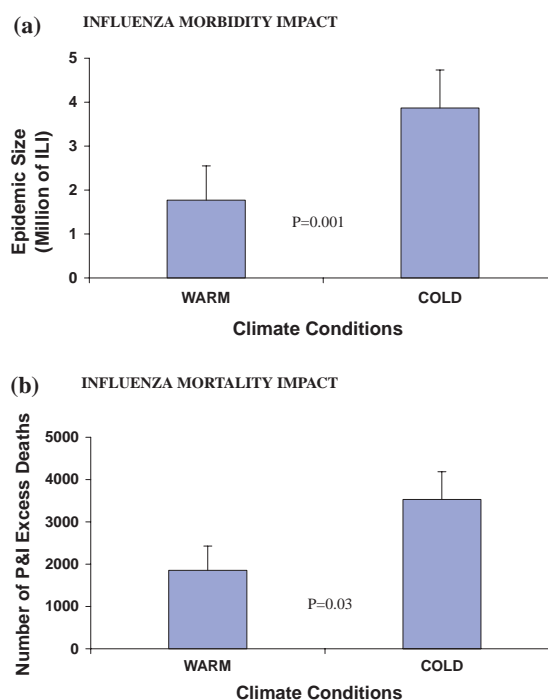 (a) INFLUENZA MORBIDITY IMPACT
Epidemic Size
(Million of ILI)
5
4
3
2
1
0
P=0.001
WARM COLD
Climate Conditions
(b) INFLUENZA MORTALITY IMPACT
Number of P&I Excess Deaths
5000
4000
3000
2000
1000
0
P=0.03
WARM COLD
Climate Conditions